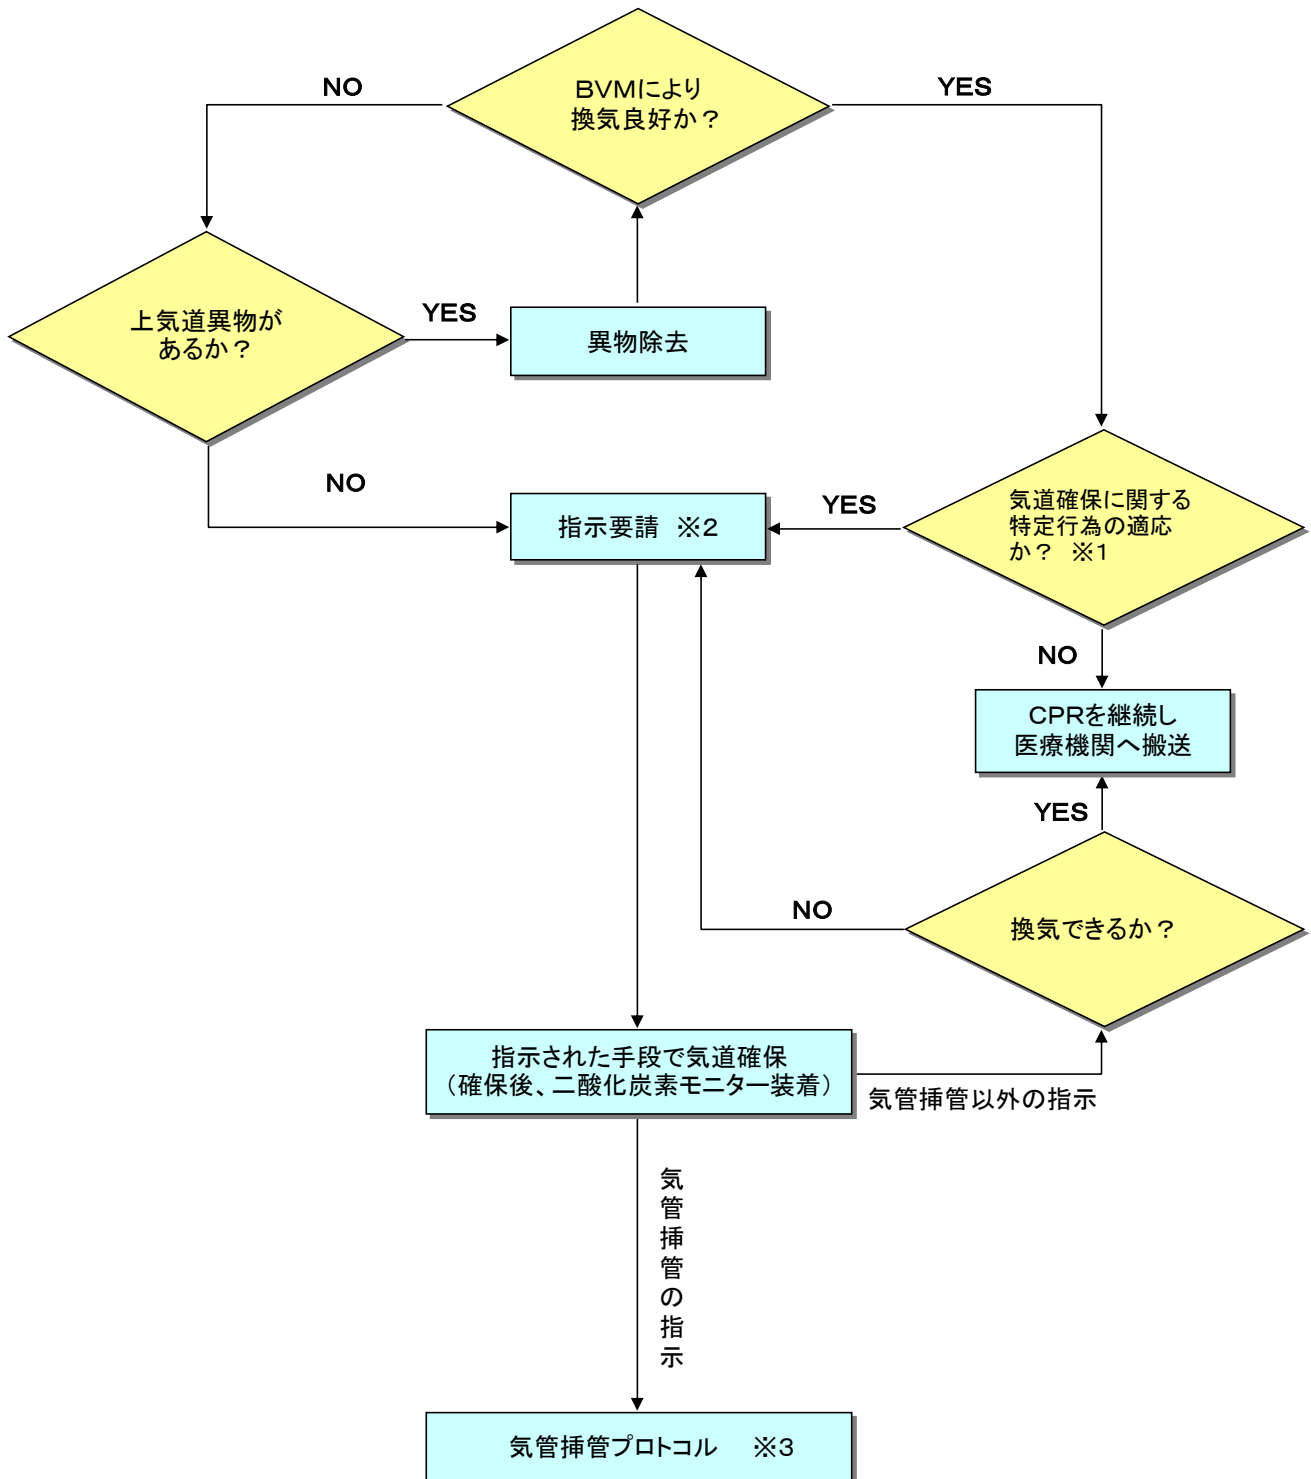 NO
BVMにより
換気良好か？
YES
上気道異物が
あるか？
YES
異物除去
NO
指示要請　※２
YES
気道確保に関する
特定行為の適応
か？　※１
NO
CPRを継続し
医療機関へ搬送
YES
NO
換気できるか？
指示された手段で気道確保
（確保後、二酸化炭素モニター装着）
気管挿管以外の指示
気管挿管の指示
気管挿管プロトコル　※３